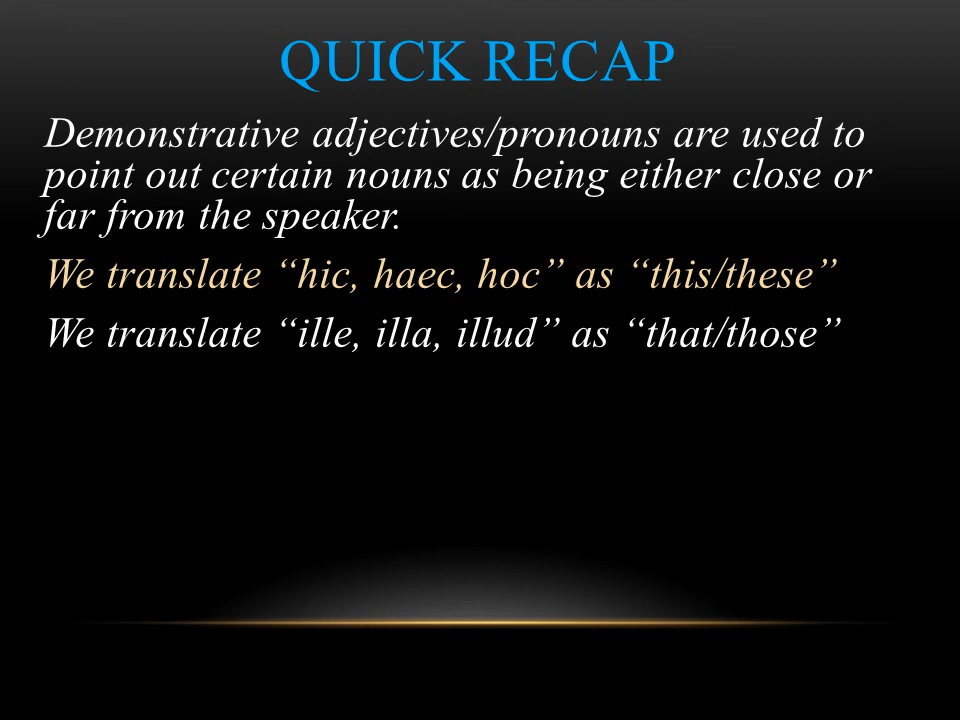 QUICK RECAP
Demonstrative adjectives/pronouns are used to
point out certain nouns as being either close or
far from the speaker.
We translate “hic, haec, hoc” as “this/these”
We translate “ille, illa, illud” as “that/those”